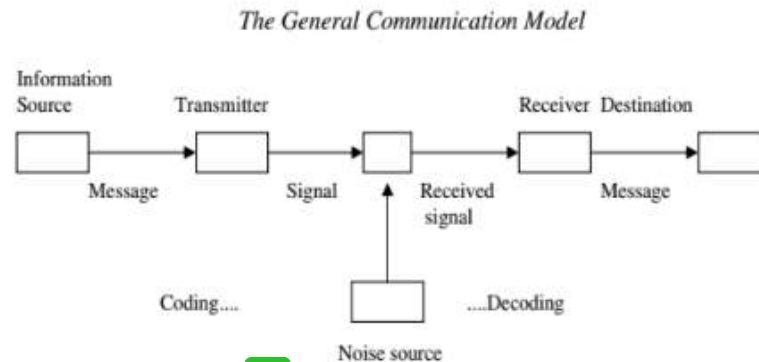 The General Communication Model
Information
Source
Transmitter
Receiver
Destination
Message
Signal
Received
signal
Message
Coding....
....Decoding
Noise source